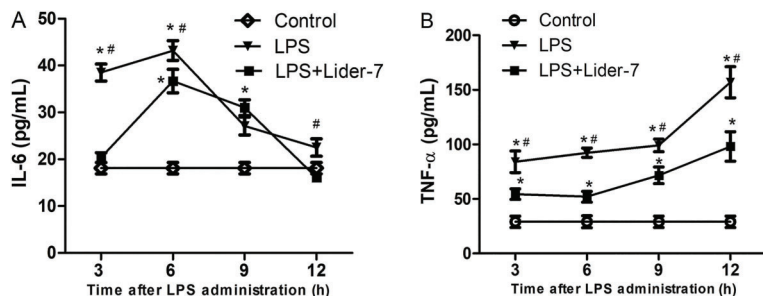 A
Control
LPS
LPS+Lider-7
IL-6 (pg/mL)
50
40
30
20
10
0
* #
* #
*
*
#
3
6
9
12
Time after LPS administration (h)
B
Control
LPS
LPS+Lider-7
TNF-α (pg/mL)
200
150
100
50
0
* #
* #
* #
* #
*
*
*
*
3
6
9
12
Time after LPS administration (h)